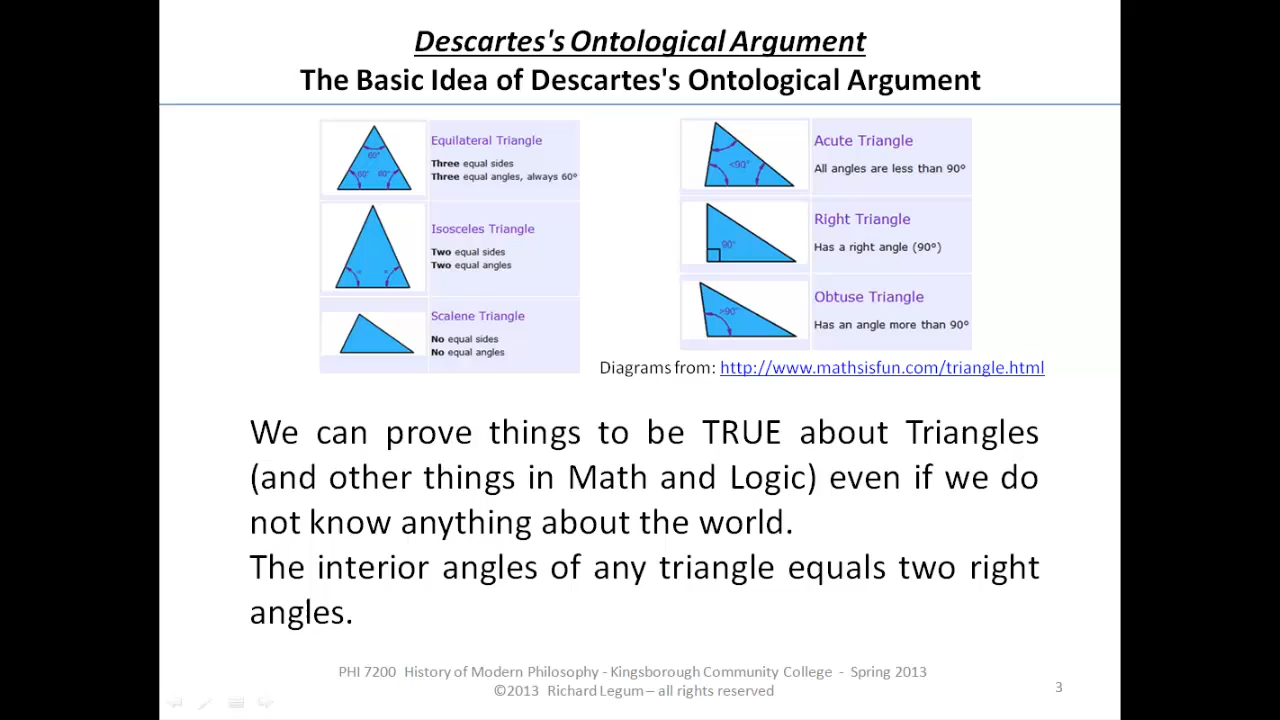 Descartes's Ontological Argument
The Basic Idea of Descartes's Ontological Argument
60°
60°
60°
Equilateral Triangle
Three equal sides
Three equal angles, always 60°
Isosceles Triangle
Two equal sides
Two equal angles
Scalene Triangle
No equal sides
No equal angles
<90°
Acute Triangle
All angles are less than 90°
90°
Right Triangle
Has a right angle (90°)
>90°
Obtuse Triangle
Has an angle more than 90°
Diagrams from: http://www.mathsisfun.com/triangle.html
We can prove things to be TRUE about Triangles
(and other things in Math and Logic) even if we do
not know anything about the world.
The interior angles of any triangle equals two right
angles.
PHI 7200 History of Modern Philosophy - Kingsborough Community College - Spring 2013
©2013 Richard Legum – all rights reserved
3